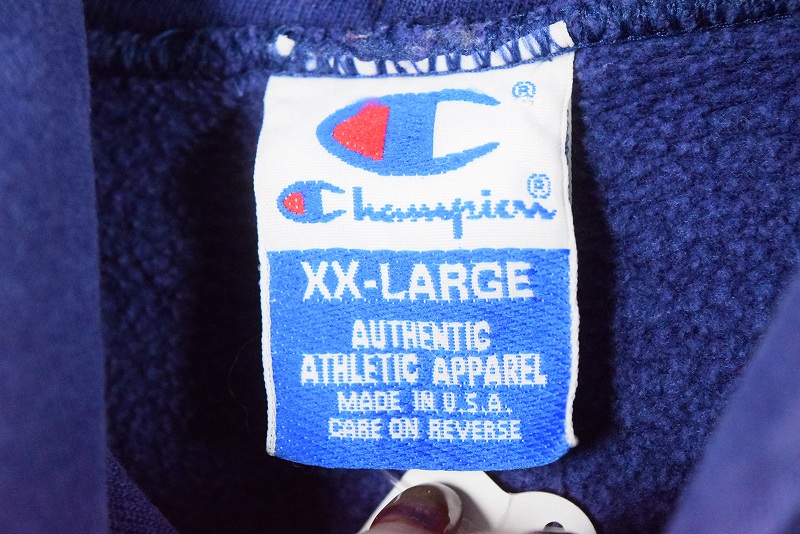 ®
Champion®
XX-LARGE
AUTHENTIC
ATHLETIC APPAREL
MADE IN U.S.A.
CARE ON REVERSE